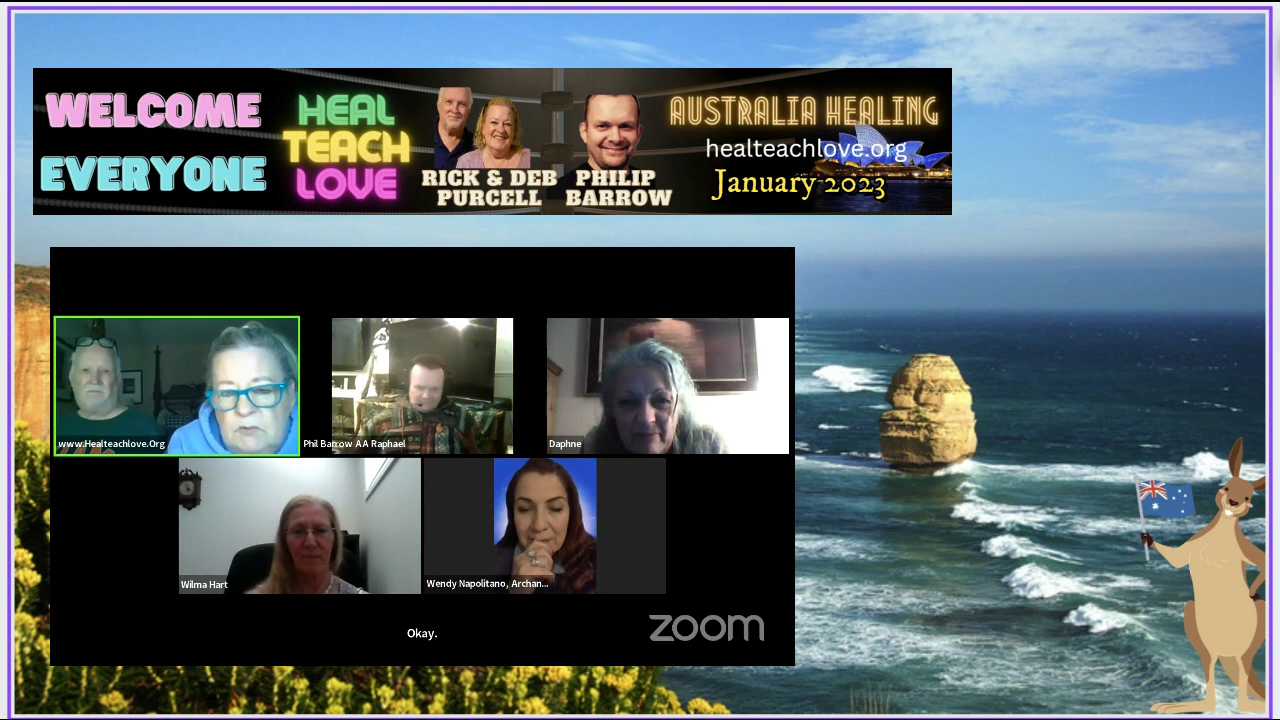 WELCOME
EVERYONE
HEAL
TEACH
LOVE
RICK & DEB
PURCELL
PHILIP
BARROW
AUSTRALIA HEALING
healteachlove.org
January 2023
www.Healteachlove.Org
Phil Barrow AA Raphael
Daphne
Wilma Hart
Wendy Napolitano, Archan...
Okay.
zoom